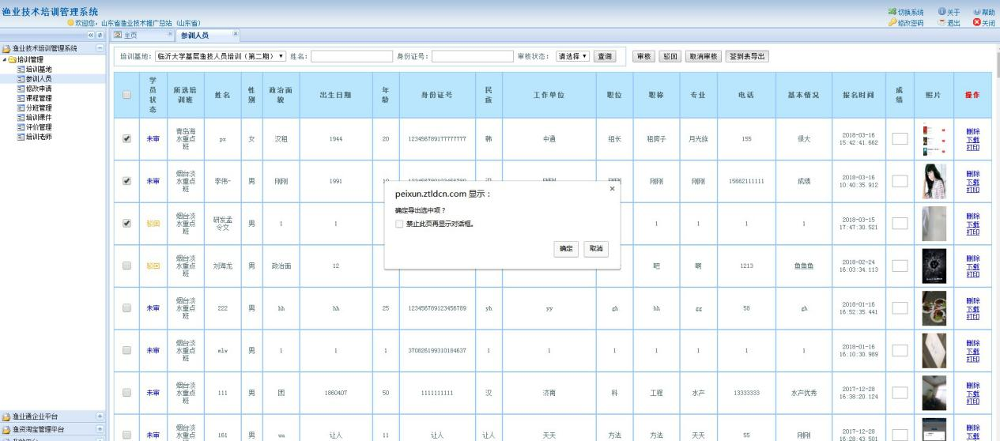 渔业技术培训管理系统
欢迎您，山东省渔业技术推广总站（山东省）
切换系统 关于 帮助
修改密码 退出 关闭
主页 参训人员
渔业技术培训管理系统
培训管理
培训基地
参训人员
修改申请
课程管理
分班管理
培训课件
评价管理
培训老师
渔业通企业平台
渔资淘宝管理平台
培训基地： 临沂大学基层渔技人员培训（第二期） 姓名： 身份证号： 审核状态： 请选择 查询 审核 驳回 取消审核 签到表导出
学员状态 所选培训班 姓名 性别 政治面貌 出生日期 年龄 身份证号 民族 工作单位 职位 职称 专业 电话 基本情况 报名时间 成绩 照片 操作
未审 青岛海水重点班 px 女 汉租 1944 20 123456789177777777 韩 中通 组长 祖房子 月光族 155 很大 2018-03-16 15:42:41.662 删除 下载 打印
未审 烟台淡水重点班 李伟- 男 刚刚 1991 刚刚 刚刚 15662111111 成绩 2018-03-16 10:40:35.912 删除 下载 打印
驳回 烟台淡水重点班 研发孟令文 男 1 1 1 1 1 1 2018-03-15 17:47:30.521 删除 下载 打印
驳回 烟台淡水重点班 刘海龙 男 政治面 12 吧 啊 1213 鱼鱼鱼 2018-02-24 16:03:34.113 删除 下载 打印
未审 烟台淡水重点班 222 男 hh hh 25 123456789123456789 yh yy gh hh gg 58 gh 2018-01-16 16:52:35.441 删除 下载 打印
未审 烟台淡水重点班 mlw 男 1 1 1 370826199310184637 1 1 1 1 1 1 1 2018-01-16 16:10:30.989 删除 下载 打印
未审 烟台淡水重点班 111 男 团 1860407 50 1111111111 汉 济南 科 工程 水产 13333333 水产优秀 2017-12-28 16:38:20.124 删除 下载 打印
未审 烟台淡水重点班 161 男 wu 让人 11 让人 让人 天天 方法 方法 天天 55 刚刚 2017-12-28 16:28:43.501 删除 下载 打印
peixun.ztldcn.com 显示：
确定导出选中项？
禁止此页再显示对话框。
确定 取消